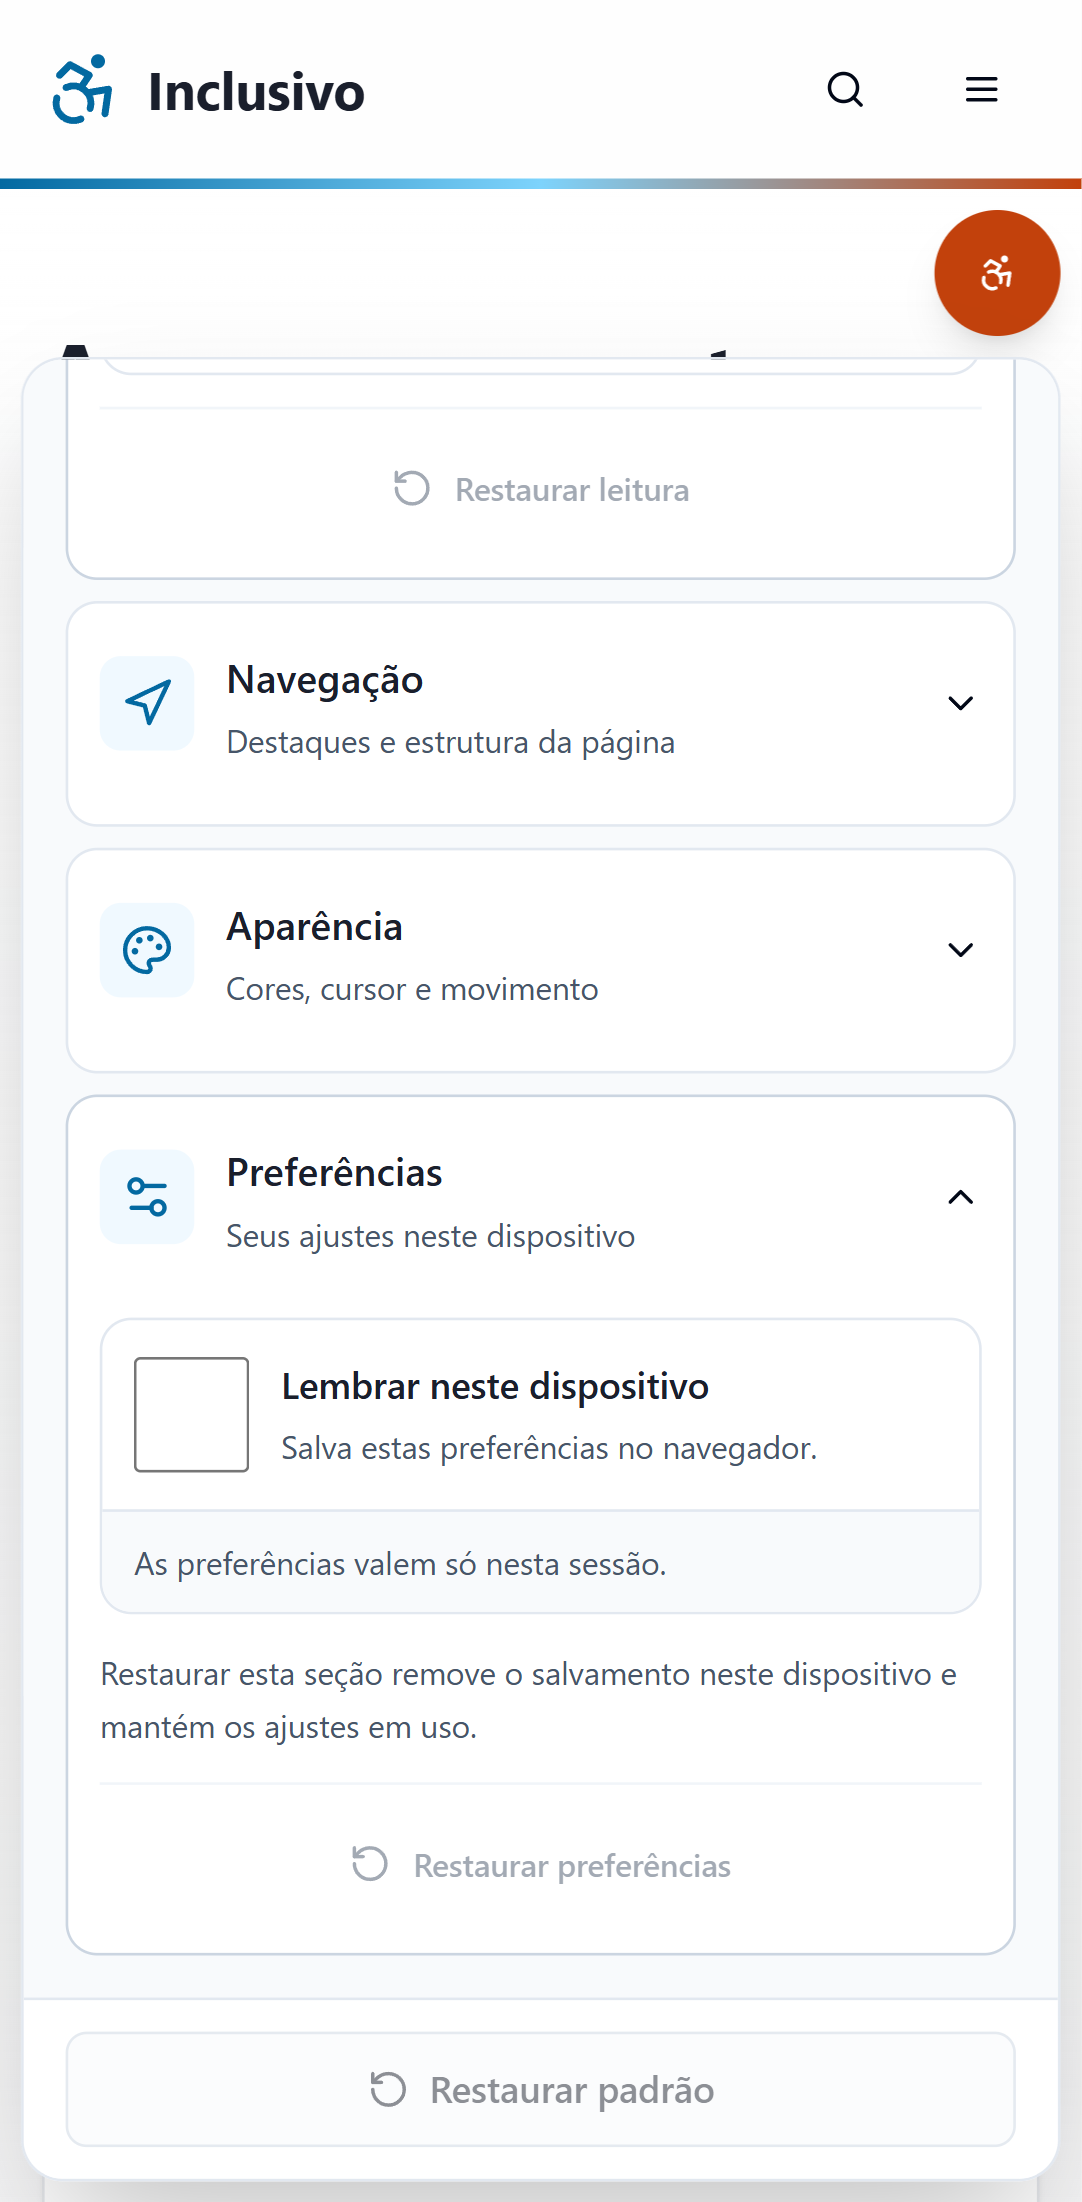 Inclusivo
Restaurar leitura
Navegação
Destaques e estrutura da página
Aparência
Cores, cursor e movimento
Preferências
Seus ajustes neste dispositivo
Lembrar neste dispositivo
Salva estas preferências no navegador.
As preferências valem só nesta sessão.
Restaurar esta seção remove o salvamento neste dispositivo e
mantém os ajustes em uso.
Restaurar preferências
Restaurar padrão